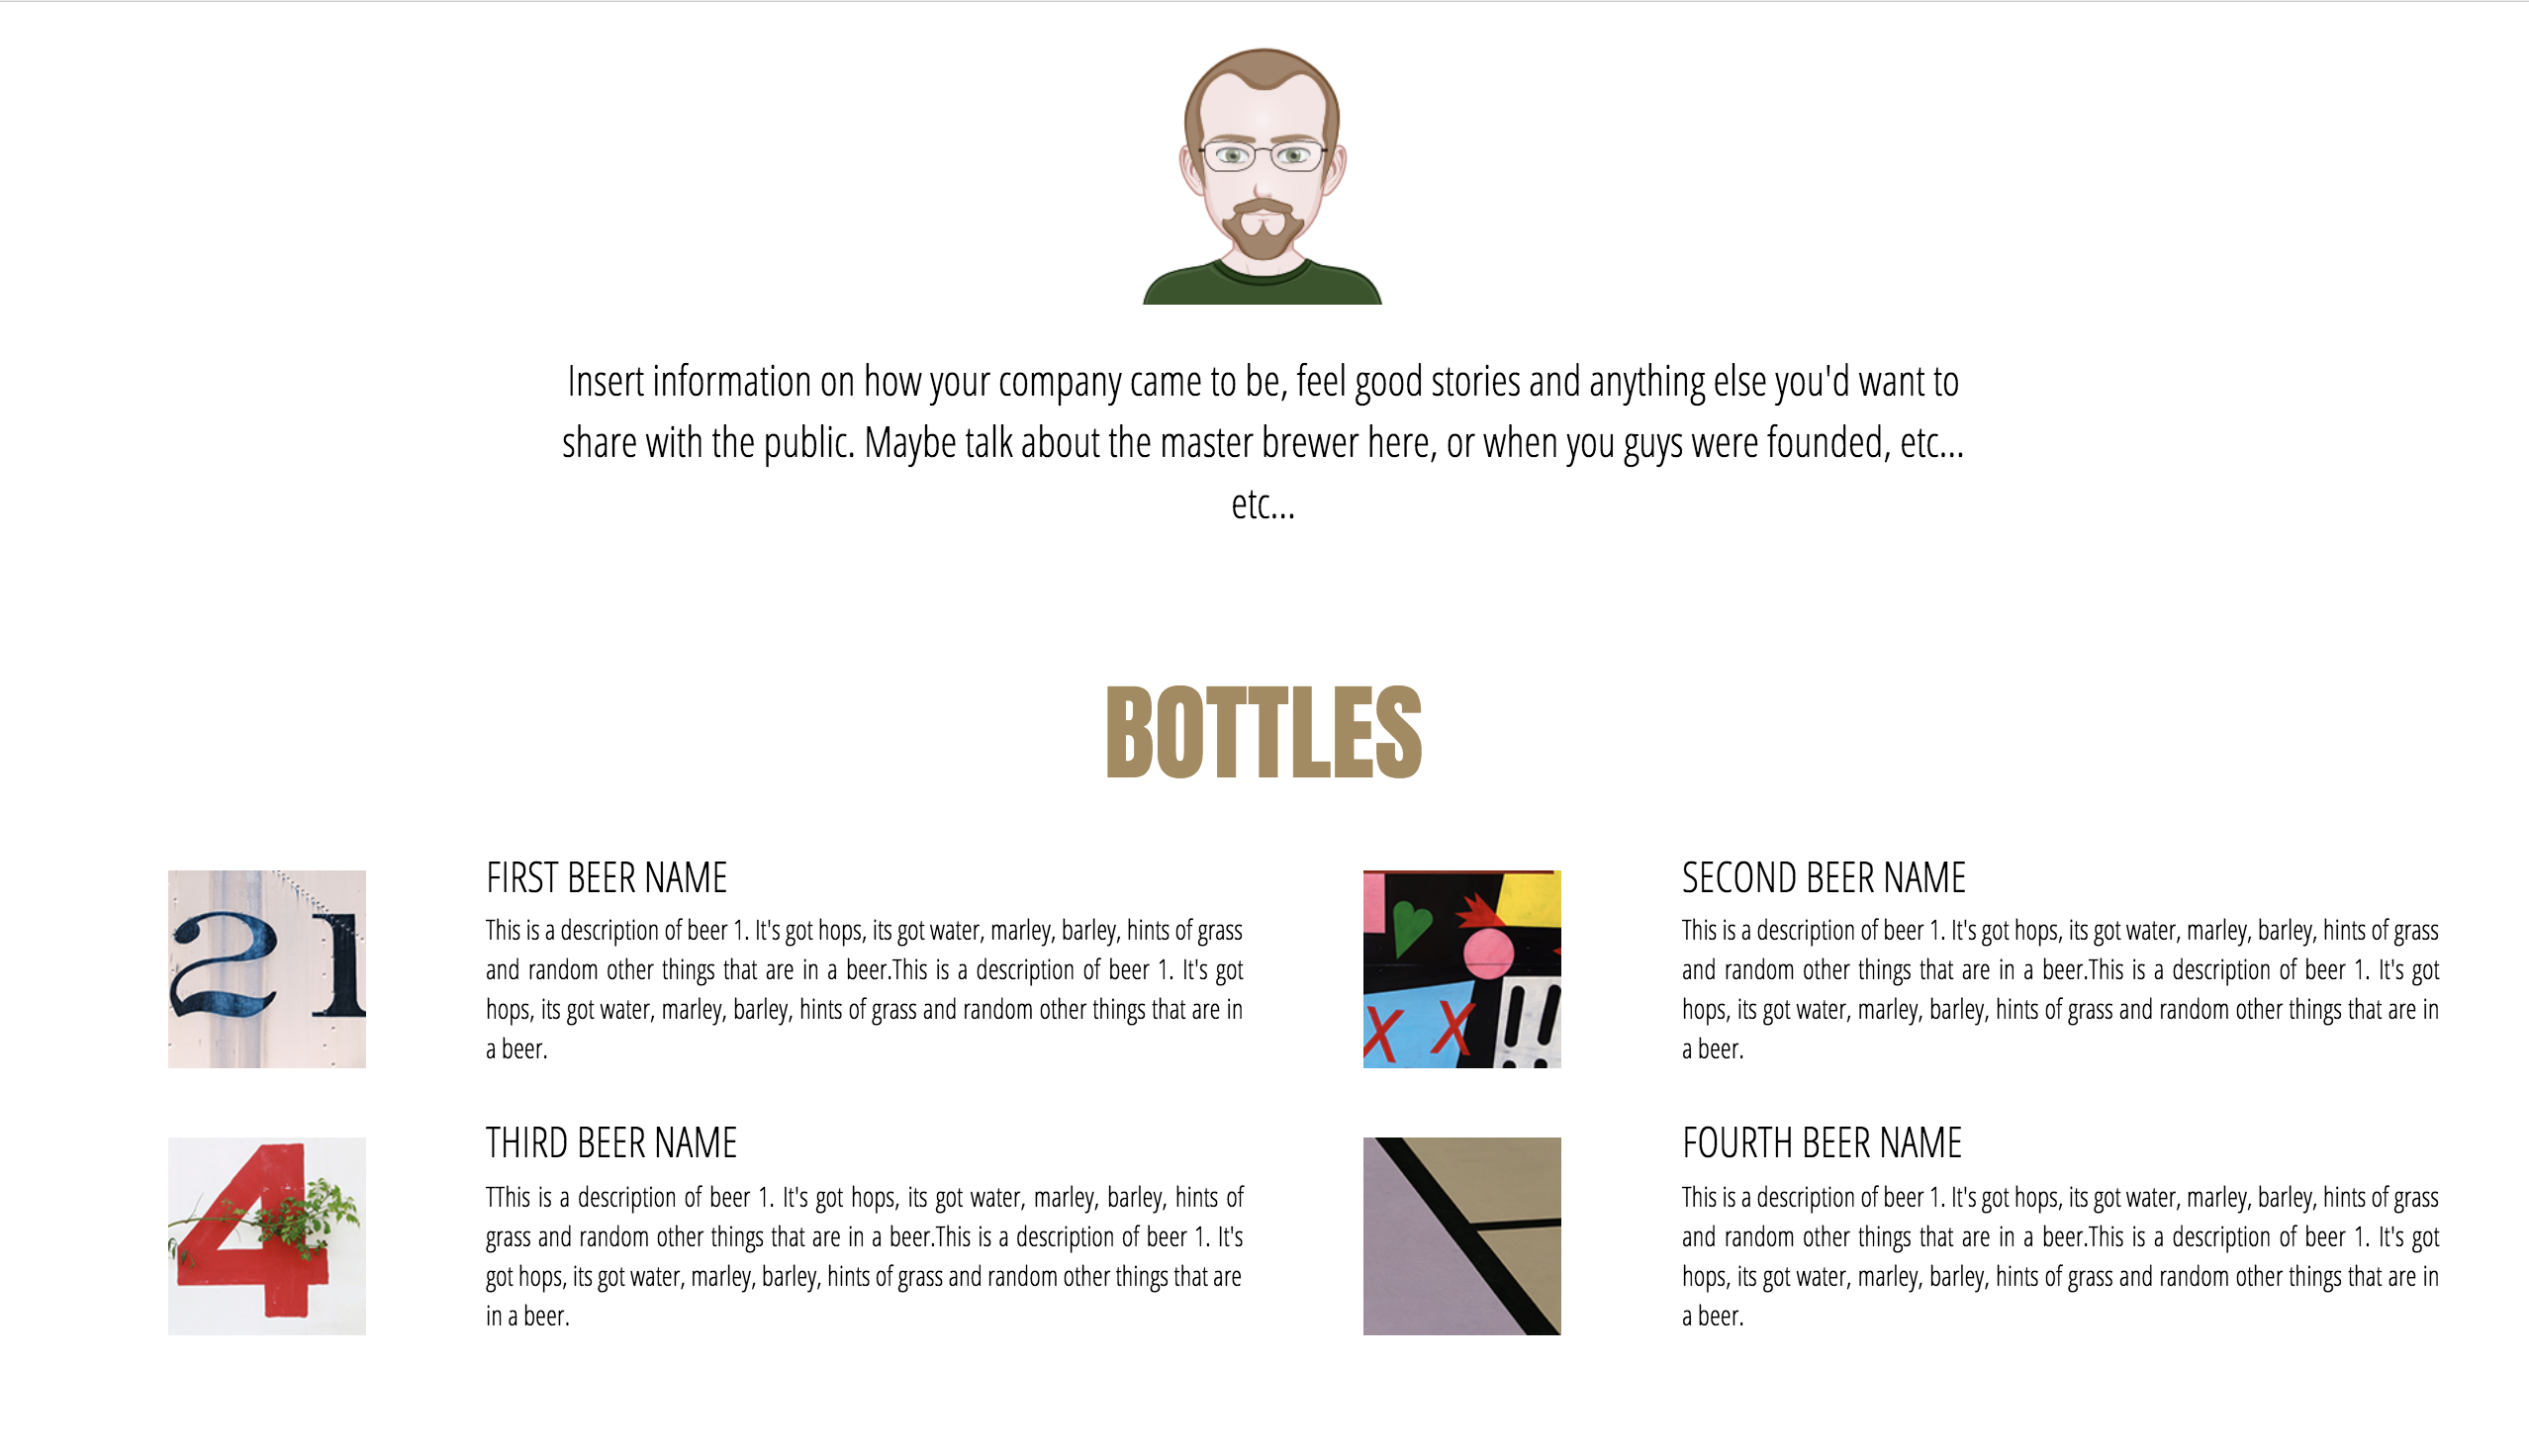 Insert information on how your company came to be, feel good stories and anything else you'd want to
share with the public. Maybe talk about the master brewer here, or when you guys were founded, etc...
etc...
BOTTLES
21
FIRST BEER NAME
This is a description of beer 1. It's got hops, its got water, marley, barley, hints of grass
and random other things that are in a beer.This is a description of beer 1. It's got
hops, its got water, marley, barley, hints of grass and random other things that are in
a beer.
X X
SECOND BEER NAME
This is a description of beer 1. It's got hops, its got water, marley, barley, hints of grass
and random other things that are in a beer.This is a description of beer 1. It's got
hops, its got water, marley, barley, hints of grass and random other things that are in
a beer.
4
THIRD BEER NAME
TThis is a description of beer 1. It's got hops, its got water, marley, barley, hints of
grass and random other things that are in a beer.This is a description of beer 1. It's
got hops, its got water, marley, barley, hints of grass and random other things that are
in a beer.
FOURTH BEER NAME
This is a description of beer 1. It's got hops, its got water, marley, barley, hints of grass
and random other things that are in a beer.This is a description of beer 1. It's got
hops, its got water, marley, barley, hints of grass and random other things that are in
a beer.